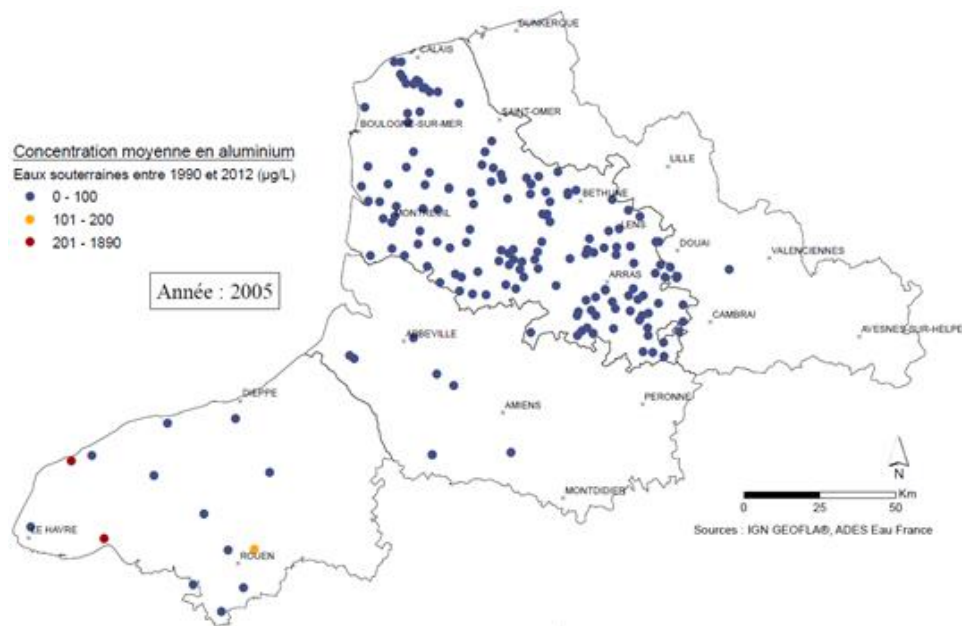 DUNKERQUE
CALAIS
SAINT-OMER
BOULOGNE-SUR-MER
LILLE
Concentration moyenne en aluminium
Eaux souterraines entre 1990 et 2012 (µg/L)
0 - 100
101 - 200
201 - 1890
BETHUNE
MONTREUIL
LENS
DOUAI
VALENCIENNES
ARRAS
Année : 2005
CAMBRAI
AVESNES-SUR-HELPE
ABBEVILLE
DIEPPE
PERONNE
AMIENS
MONTDIDIER
N
Km
0 25 50
Sources : IGN GEOFLA®, ADES Eau France
LE HAVRE
ROUEN